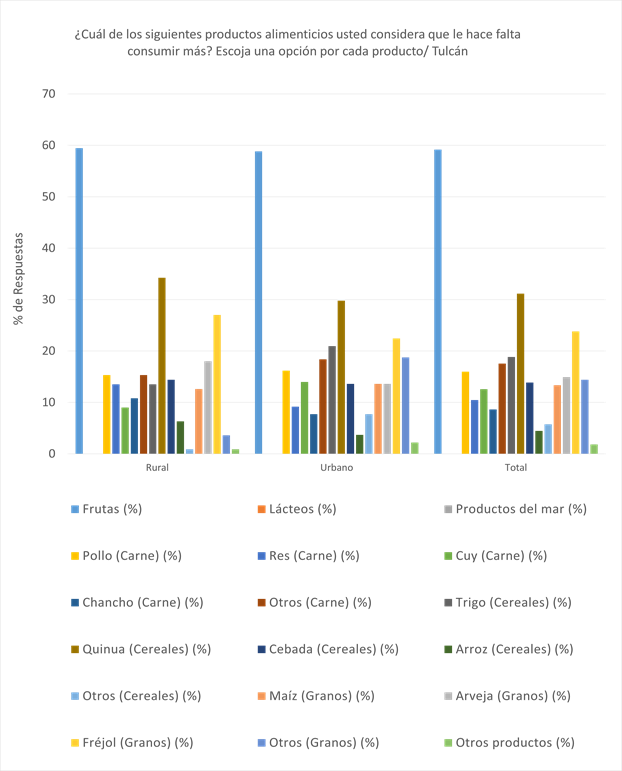 ¿Cuál de los siguientes productos alimenticios usted considera que le hace falta
consumir más? Escoja una opción por cada producto/ Tulcán
70
60
50
40
30
20
10
0
% de Respuestas
Rural
Urbano
Total
Frutas (%)
Lácteos (%)
Productos del mar (%)
Pollo (Carne) (%)
Res (Carne) (%)
Cuy (Carne) (%)
Chancho (Carne) (%)
Otros (Carne) (%)
Trigo (Cereales) (%)
Quinua (Cereales) (%)
Cebada (Cereales) (%)
Arroz (Cereales) (%)
Otros (Cereales) (%)
Maíz (Granos) (%)
Arveja (Granos) (%)
Fréjol (Granos) (%)
Otros (Granos) (%)
Otros productos (%)